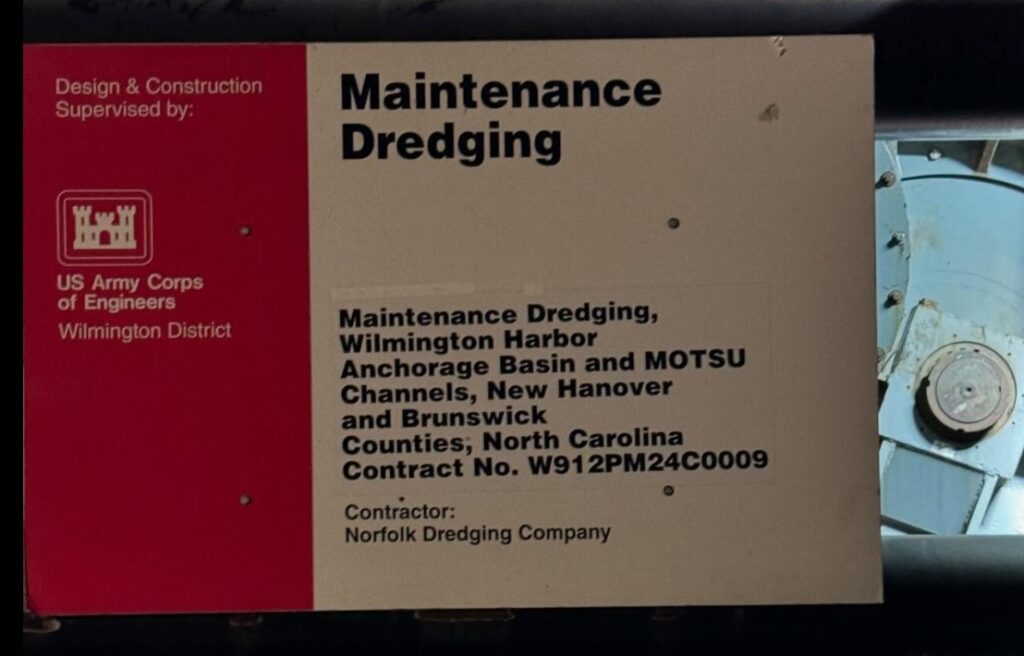 Design & Construction
Supervised by:
US Army Corps
of Engineers
Wilmington District
Maintenance
Dredging
Maintenance Dredging,
Wilmington Harbor
Anchorage Basin and MOTSU
Channels, New Hanover
and Brunswick
Counties, North Carolina
Contract No. W912PM24C0009
Contractor:
Norfolk Dredging Company